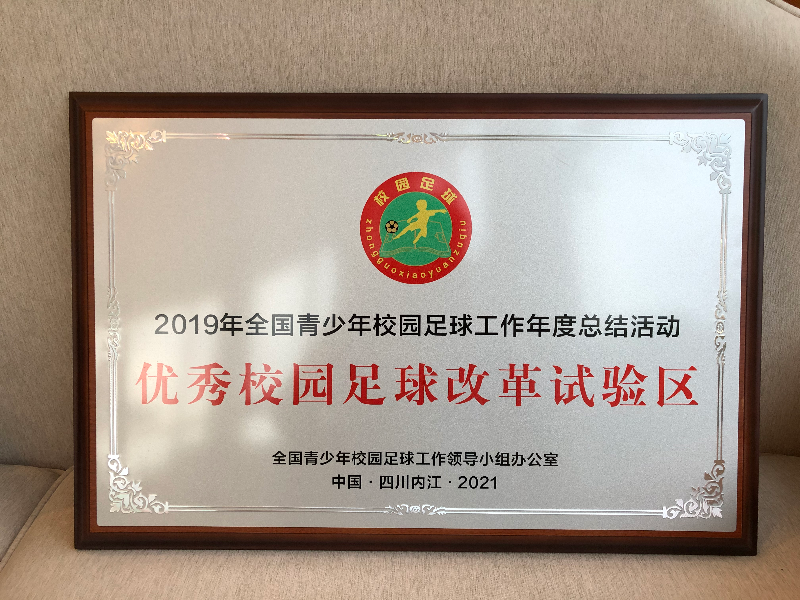 校园足球
zhongguoxiaoyuanzuqiu
2019年全国青少年校园足球工作年度总结活动
优秀校园足球改革试验区
全国青少年校园足球工作领导小组办公室
中国·四川内江·2021